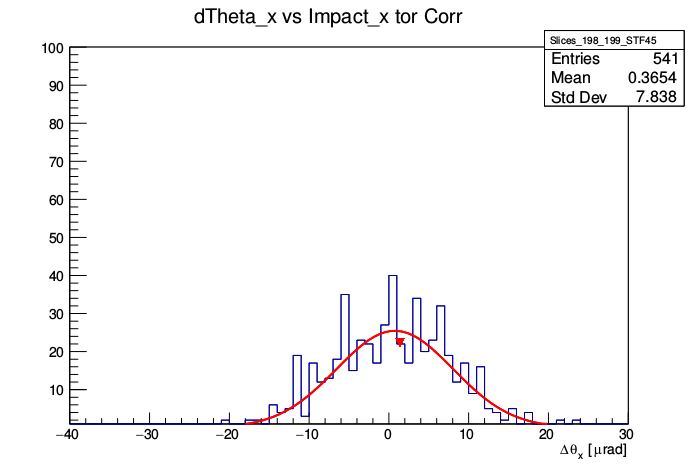 dTheta_x vs Impact_x tor Corr
Slices_198_199_STF45
Entries 541
Mean 0.3654
Std Dev 7.838
100
90
80
70
60
50
40
30
20
10
−40 −30 −20 −10 0 10 20 30
Δθx [μrad]